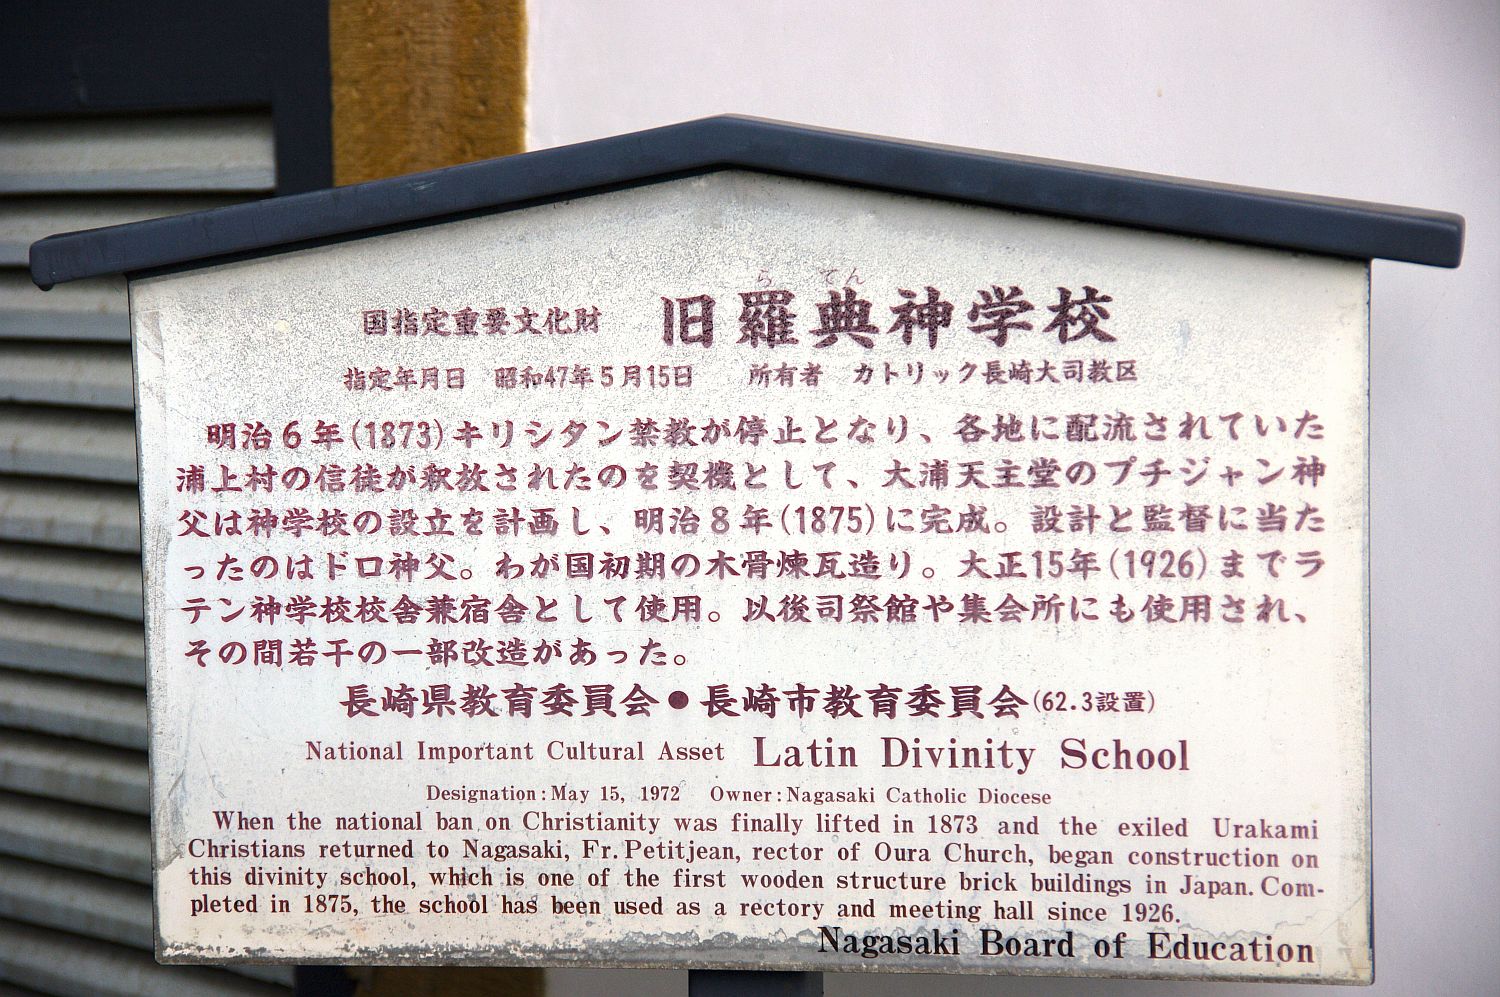 らてん
国指定重要文化財 旧羅典神学校
指定年月日 昭和47年5月15日 所有者 カトリック長崎大司教区
明治6年(1873)キリシタン禁教が停止となり、各地に配流されていた
浦上村の信徒が釈放されたのを契機として、大浦天主堂のプチジャン神
父は神学校の設立を計画し、明治8年(1875)に完成。設計と監督に当た
ったのはドロ神父。わが国初期の木骨煉瓦造り。大正15年(1926)までラ
テン神学校校舎兼宿舎として使用。以後司祭館や集会所にも使用され、
その間若干の一部改造があった。
長崎県教育委員会●長崎市教育委員会(62.3設置)
National Important Cultural Asset Latin Divinity School
Designation:May 15, 1972 Owner:Nagasaki Catholic Diocese
When the national ban on Christianity was finally lifted in 1873 and the exiled Urakami
Christians returned to Nagasaki, Fr.Petitjean, rector of Oura Church, began construction on
this divinity school, which is one of the first wooden structure brick buildings in Japan. Com-
pleted in 1875, the school has been used as a rectory and meeting hall since 1926.
Nagasaki Board of Education